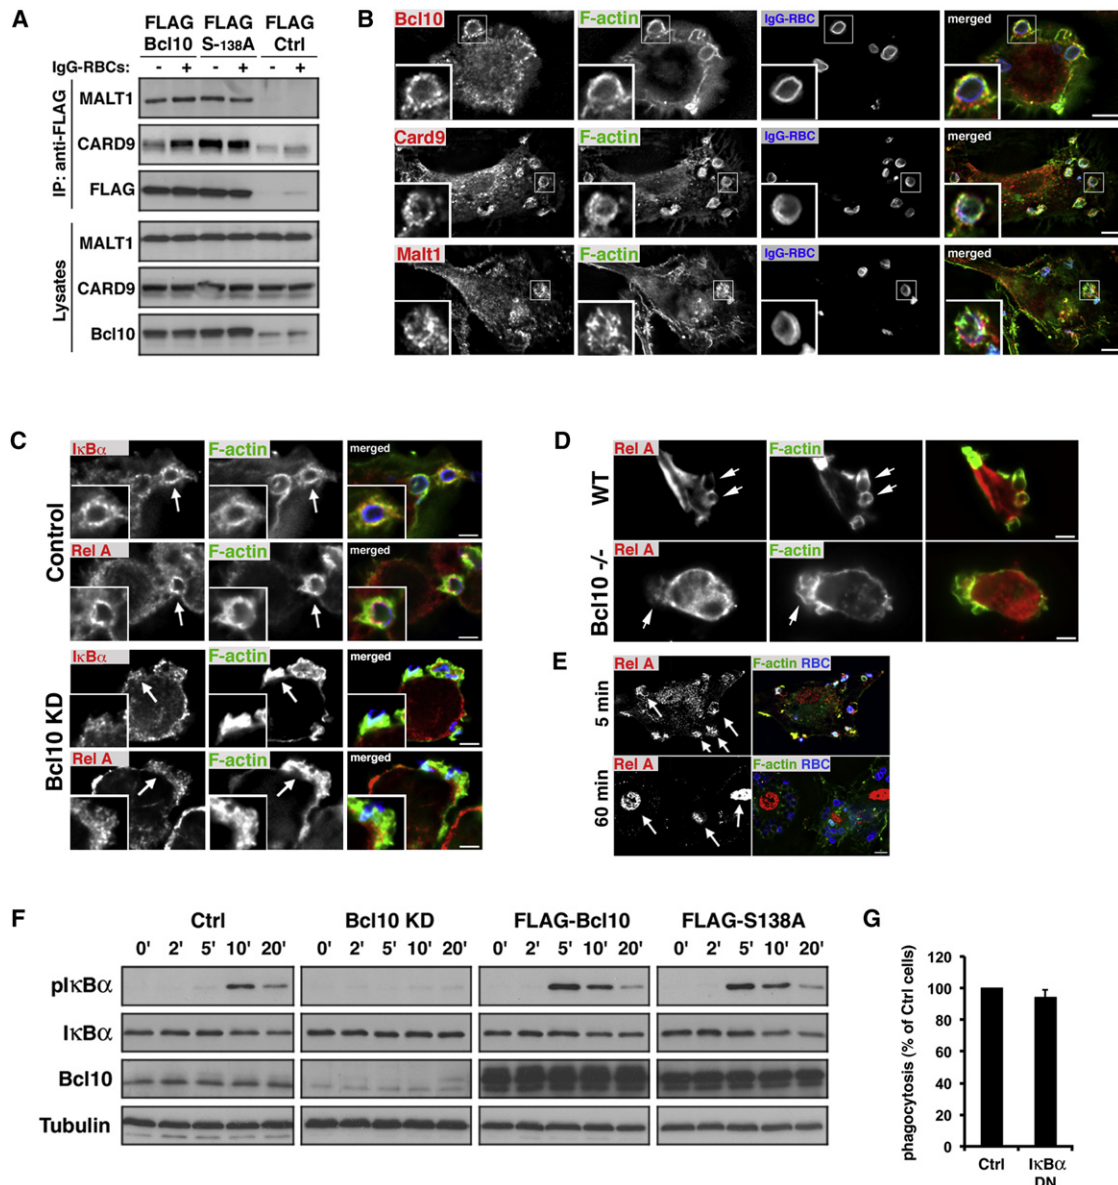 A
FLAG FLAG FLAG
Bcl10 S-138A Ctrl
IgG-RBCs: - + - + - +
IP: anti-FLAG
MALT1
CARD9
FLAG
Lysates
MALT1
CARD9
Bcl10
B
Bcl10 F-actin IgG-RBC merged
Card9 F-actin IgG-RBC merged
Malt1 F-actin IgG-RBC merged
C
Control
IκBα F-actin merged
Rel A F-actin merged
Bcl10 KD
IκBα F-actin merged
Rel A F-actin merged
D
WT
Rel A F-actin
Bcl10 -/-
Rel A F-actin
E
5 min
Rel A F-actin RBC
60 min
Rel A F-actin RBC
F
Ctrl Bcl10 KD FLAG-Bcl10 FLAG-S138A
0' 2' 5' 10' 20' 0' 2' 5' 10' 20' 0' 2' 5' 10' 20' 0' 2' 5' 10' 20'
pIκBα
IκBα
Bcl10
Tubulin
G
phagocytosis (% of Ctrl cells)
120
100
80
60
40
20
0
Ctrl IκBα
DN